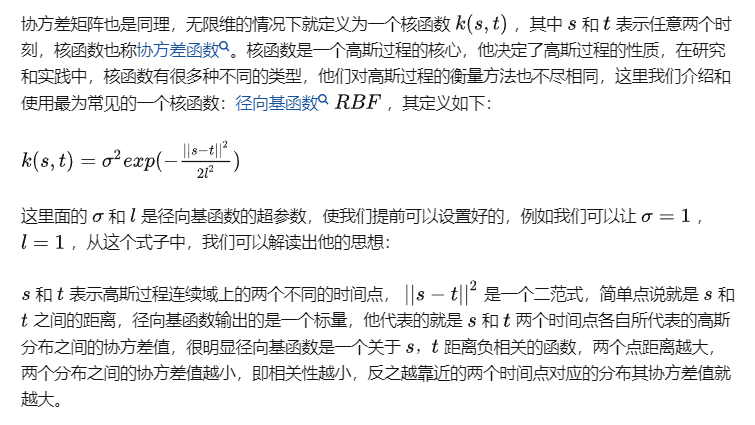 协方差矩阵也是同理，无限维的情况下就定义为一个核函数 k(s,t) ，其中 s 和 t 表示任意两个时
刻，核函数也称协方差函数。核函数是一个高斯过程的核心，他决定了高斯过程的性质，在研究
和实践中，核函数有很多种不同的类型，他们对高斯过程的衡量方法也不尽相同，这里我们介绍和
使用最为常见的一个核函数：径向基函数 RBF ，其定义如下：
k(s,t) = σ²exp(-||s-t||²/2l²)
这里面的 σ 和 l 是径向基函数的超参数，使我们提前可以设置好的，例如我们可以让 σ = 1 ，
l = 1 ，从这个式子中，我们可以解读出他的思想：
s 和 t 表示高斯过程连续域上的两个不同的时间点， ||s - t||² 是一个二范式，简单点说就是 s 和
t 之间的距离，径向基函数输出的是一个标量，他代表的就是 s 和 t 两个时间点各自所代表的高斯
分布之间的协方差值，很明显径向基函数是一个关于 s，t 距离负相关的函数，两个点距离越大，
两个分布之间的协方差值越小，即相关性越小，反之越靠近的两个时间点对应的分布其协方差值就
越大。